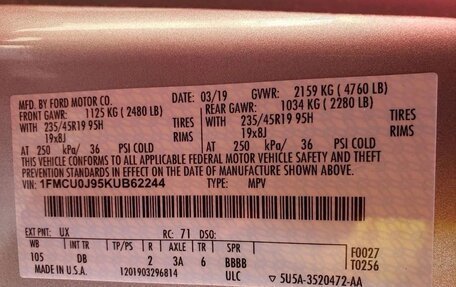 MFD. BY FORD MOTOR CO. DATE: 03/19 GVWR: 2159 KG ( 4760 LB)
FRONT GAWR: 1125 KG ( 2480 LB) REAR GAWR: 1034 KG ( 2280 LB)
WITH 235/45R19 95H TIRES WITH 235/45R19 95H TIRES
19x8J RIMS 19x8J RIMS
AT 250 kPa/ 36 PSI COLD AT 250 kPa/ 36 PSI COLD
THIS VEHICLE CONFORMS TO ALL APPLICABLE FEDERAL MOTOR VEHICLE SAFETY AND THEFT
PREVENTION STANDARDS IN EFFECT ON THE DATE OF MANUFACTURE SHOWN ABOVE.
VIN: 1FMCU0J95KUB62244 TYPE: MPV
EXT PNT: UX RC: 71 DSO: F0027
WB INT TR TP/PS R AXLE TR SPR T0256
105 DB 2 3A 6 BBBB
MADE IN U.S.A. 1201903296814 ULC ▽ 5U5A-3520472-AA